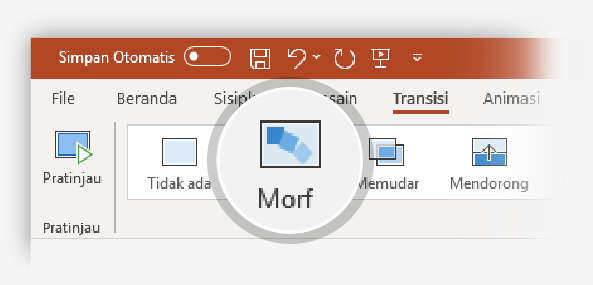 Simpan Otomatis
File Beranda Transisi Animasi
Pratinjau Tidak ada Morf Memudar Mendorong
Pratinjau